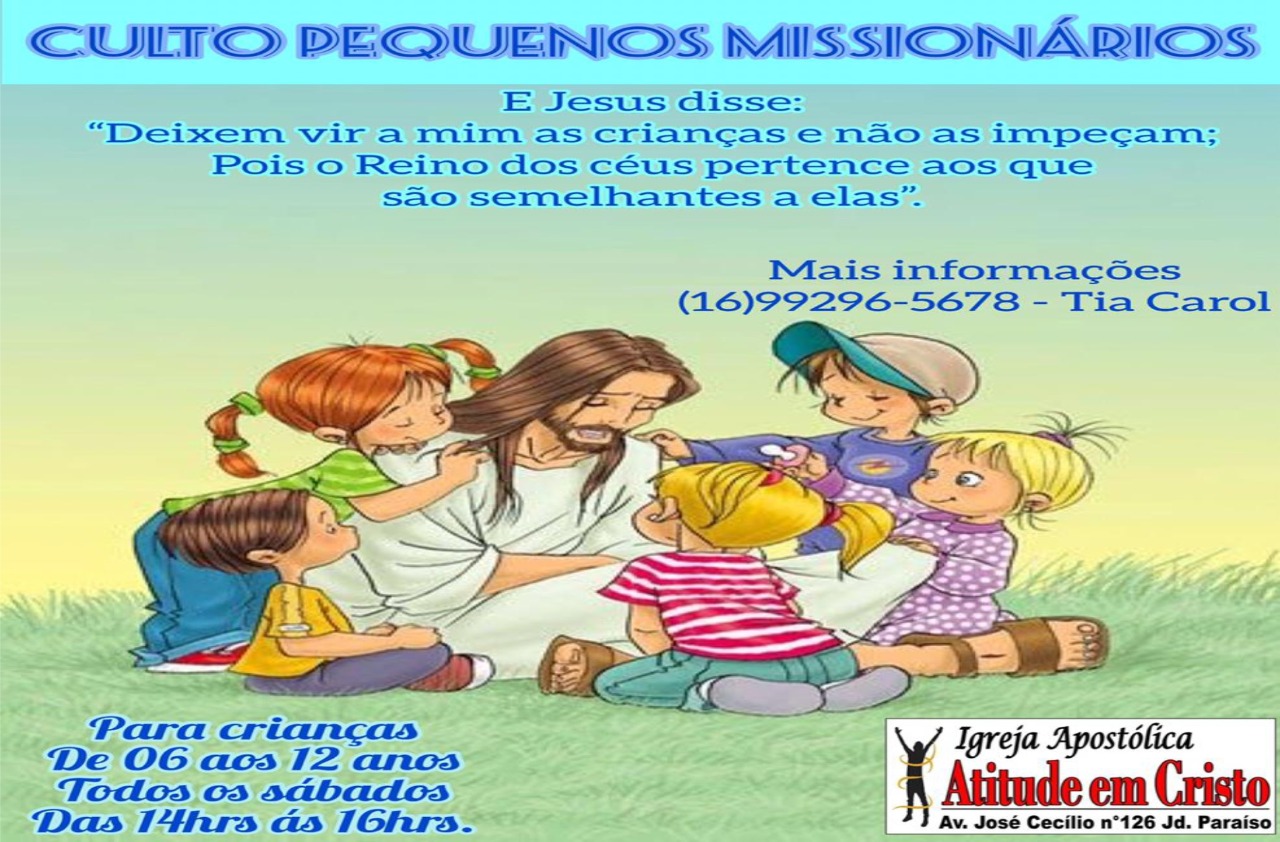 CULTO PEQUENOS MISSIONÁRIOS
E Jesus disse:
“Deixem vir a mim as crianças e não as impeçam;
Pois o Reino dos céus pertence aos que
são semelhantes a elas”.
Mais informações
(16)99296-5678 - Tia Carol
Para crianças
De 06 aos 12 anos
Todos os sábados
Das 14hrs ás 16hrs.
Igreja Apostólica
Atitude em Cristo
Av. José Cecílio n°126 Jd. Paraíso